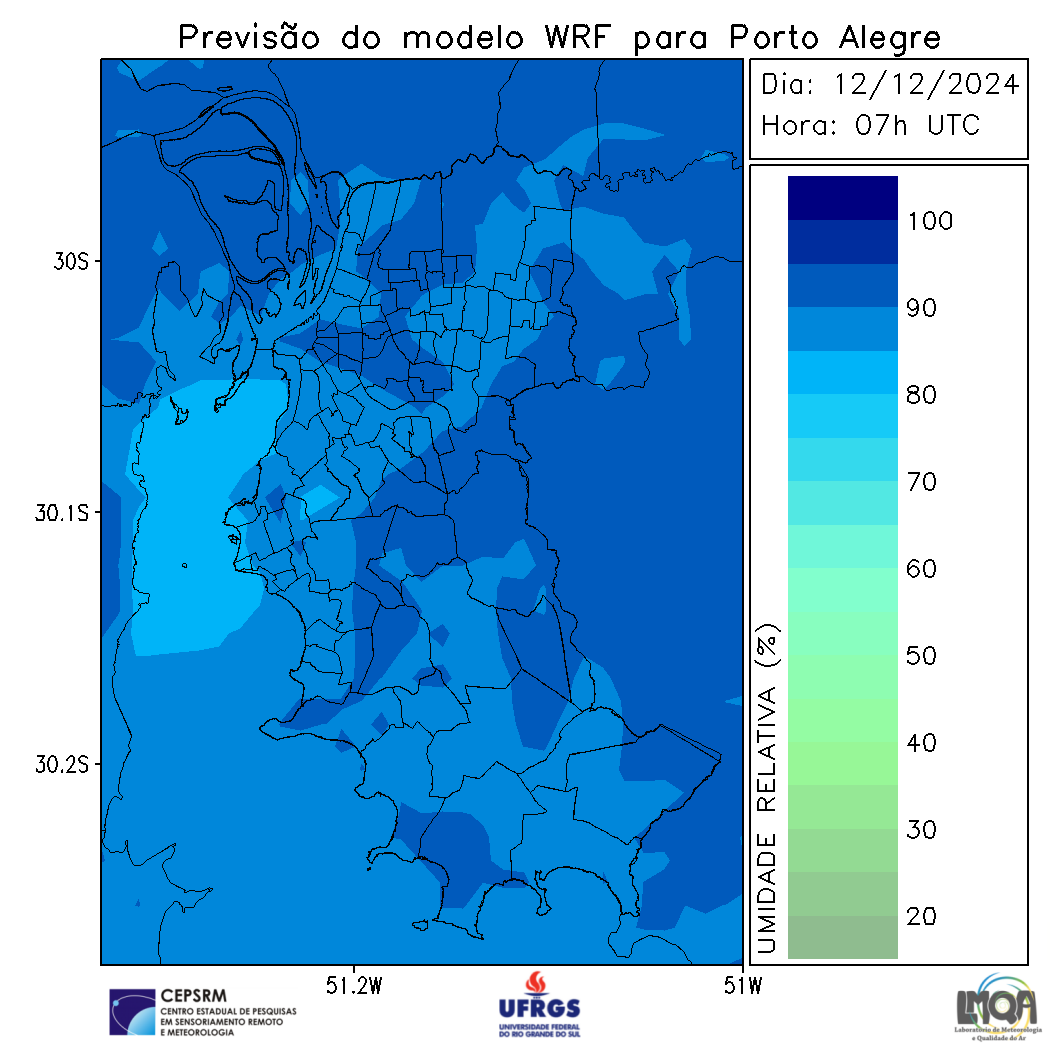 Previsão do modelo WRF para Porto Alegre
Dia: 12/12/2024
Hora: 07h UTC
30S
30.1S
30.2S
51.2W
51W
100
90
80
70
60
50
40
30
20
UMIDADE RELATIVA (%)
CEPSRM
CENTRO ESTADUAL DE PESQUISAS
EM SENSORIAMENTO REMOTO
E METEOROLOGIA
UFRGS
UNIVERSIDADE FEDERAL
DO RIO GRANDE DO SUL
LMQA
Laboratório de Meteorologia
e Qualidade do Ar